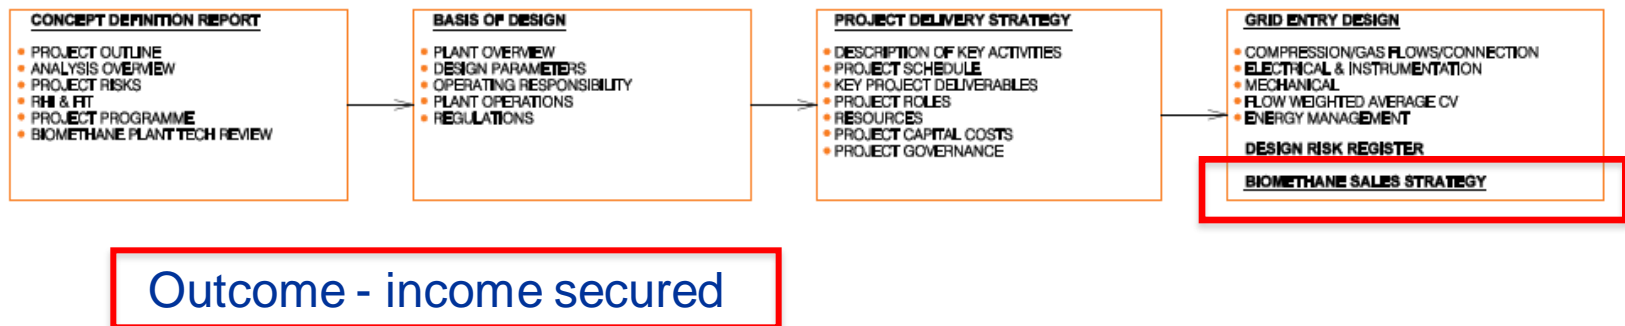 CONCEPT DEFINITION REPORT
PROJECT OUTLINE
ANALYSIS OVERVIEW
PROJECT RISKS
RHI & FIT
PROJECT PROGRAMME
BIOMETHANE PLANT TECH REVIEW
BASIS OF DESIGN
PLANT OVERVIEW
DESIGN PARAMETERS
OPERATING RESPONSIBILITY
PLANT OPERATIONS
REGULATIONS
PROJECT DELIVERY STRATEGY
DESCRIPTION OF KEY ACTIVITIES
PROJECT SCHEDULE
KEY PROJECT DELIVERABLES
PROJECT ROLES
RESOURCES
PROJECT CAPITAL COSTS
PROJECT GOVERNANCE
GRID ENTRY DESIGN
COMPRESSION/GAS FLOWS/CONNECTION
ELECTRICAL & INSTRUMENTATION
MECHANICAL
FLOW WEIGHTED AVERAGE CV
ENERGY MANAGEMENT
DESIGN RISK REGISTER
BIOMETHANE SALES STRATEGY
Outcome - income secured